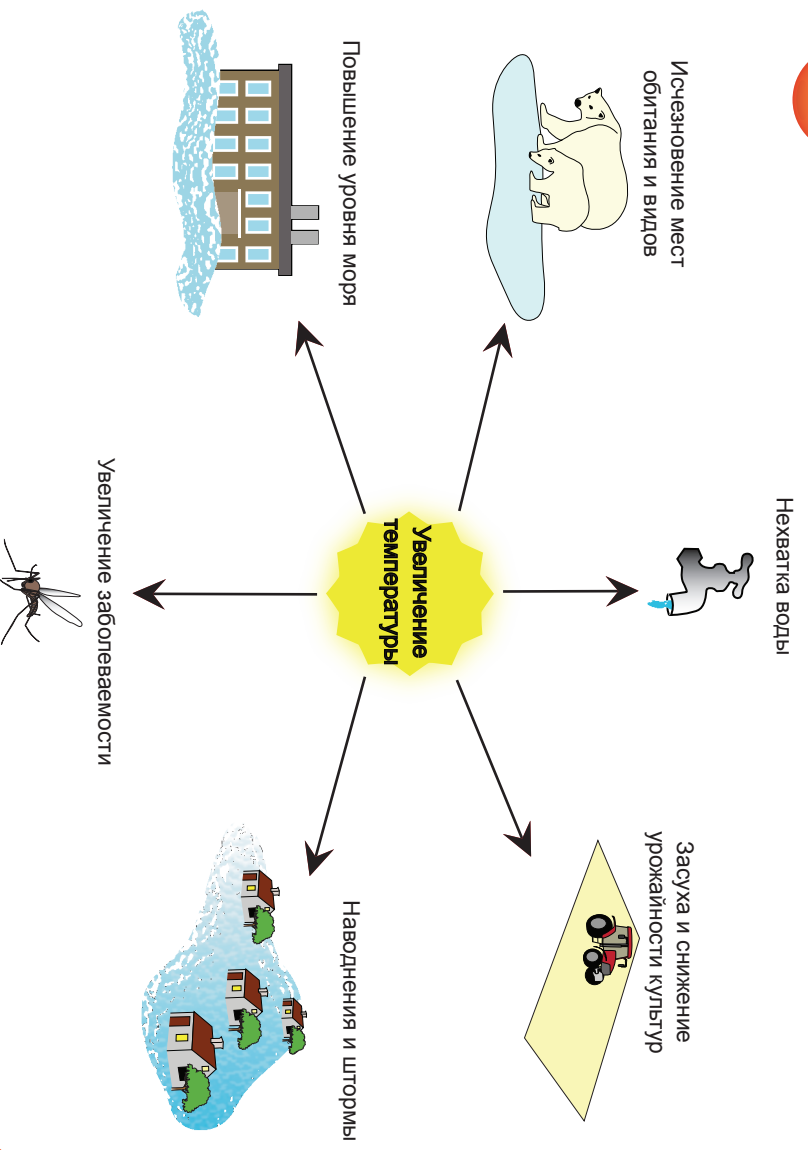 Исчезновение мест
обитания и видов
Нехватка воды
Засуха и снижение
урожайности культур
Увеличение
температуры
Повышение уровня моря
Увеличение заболеваемости
Наводнения и штормы